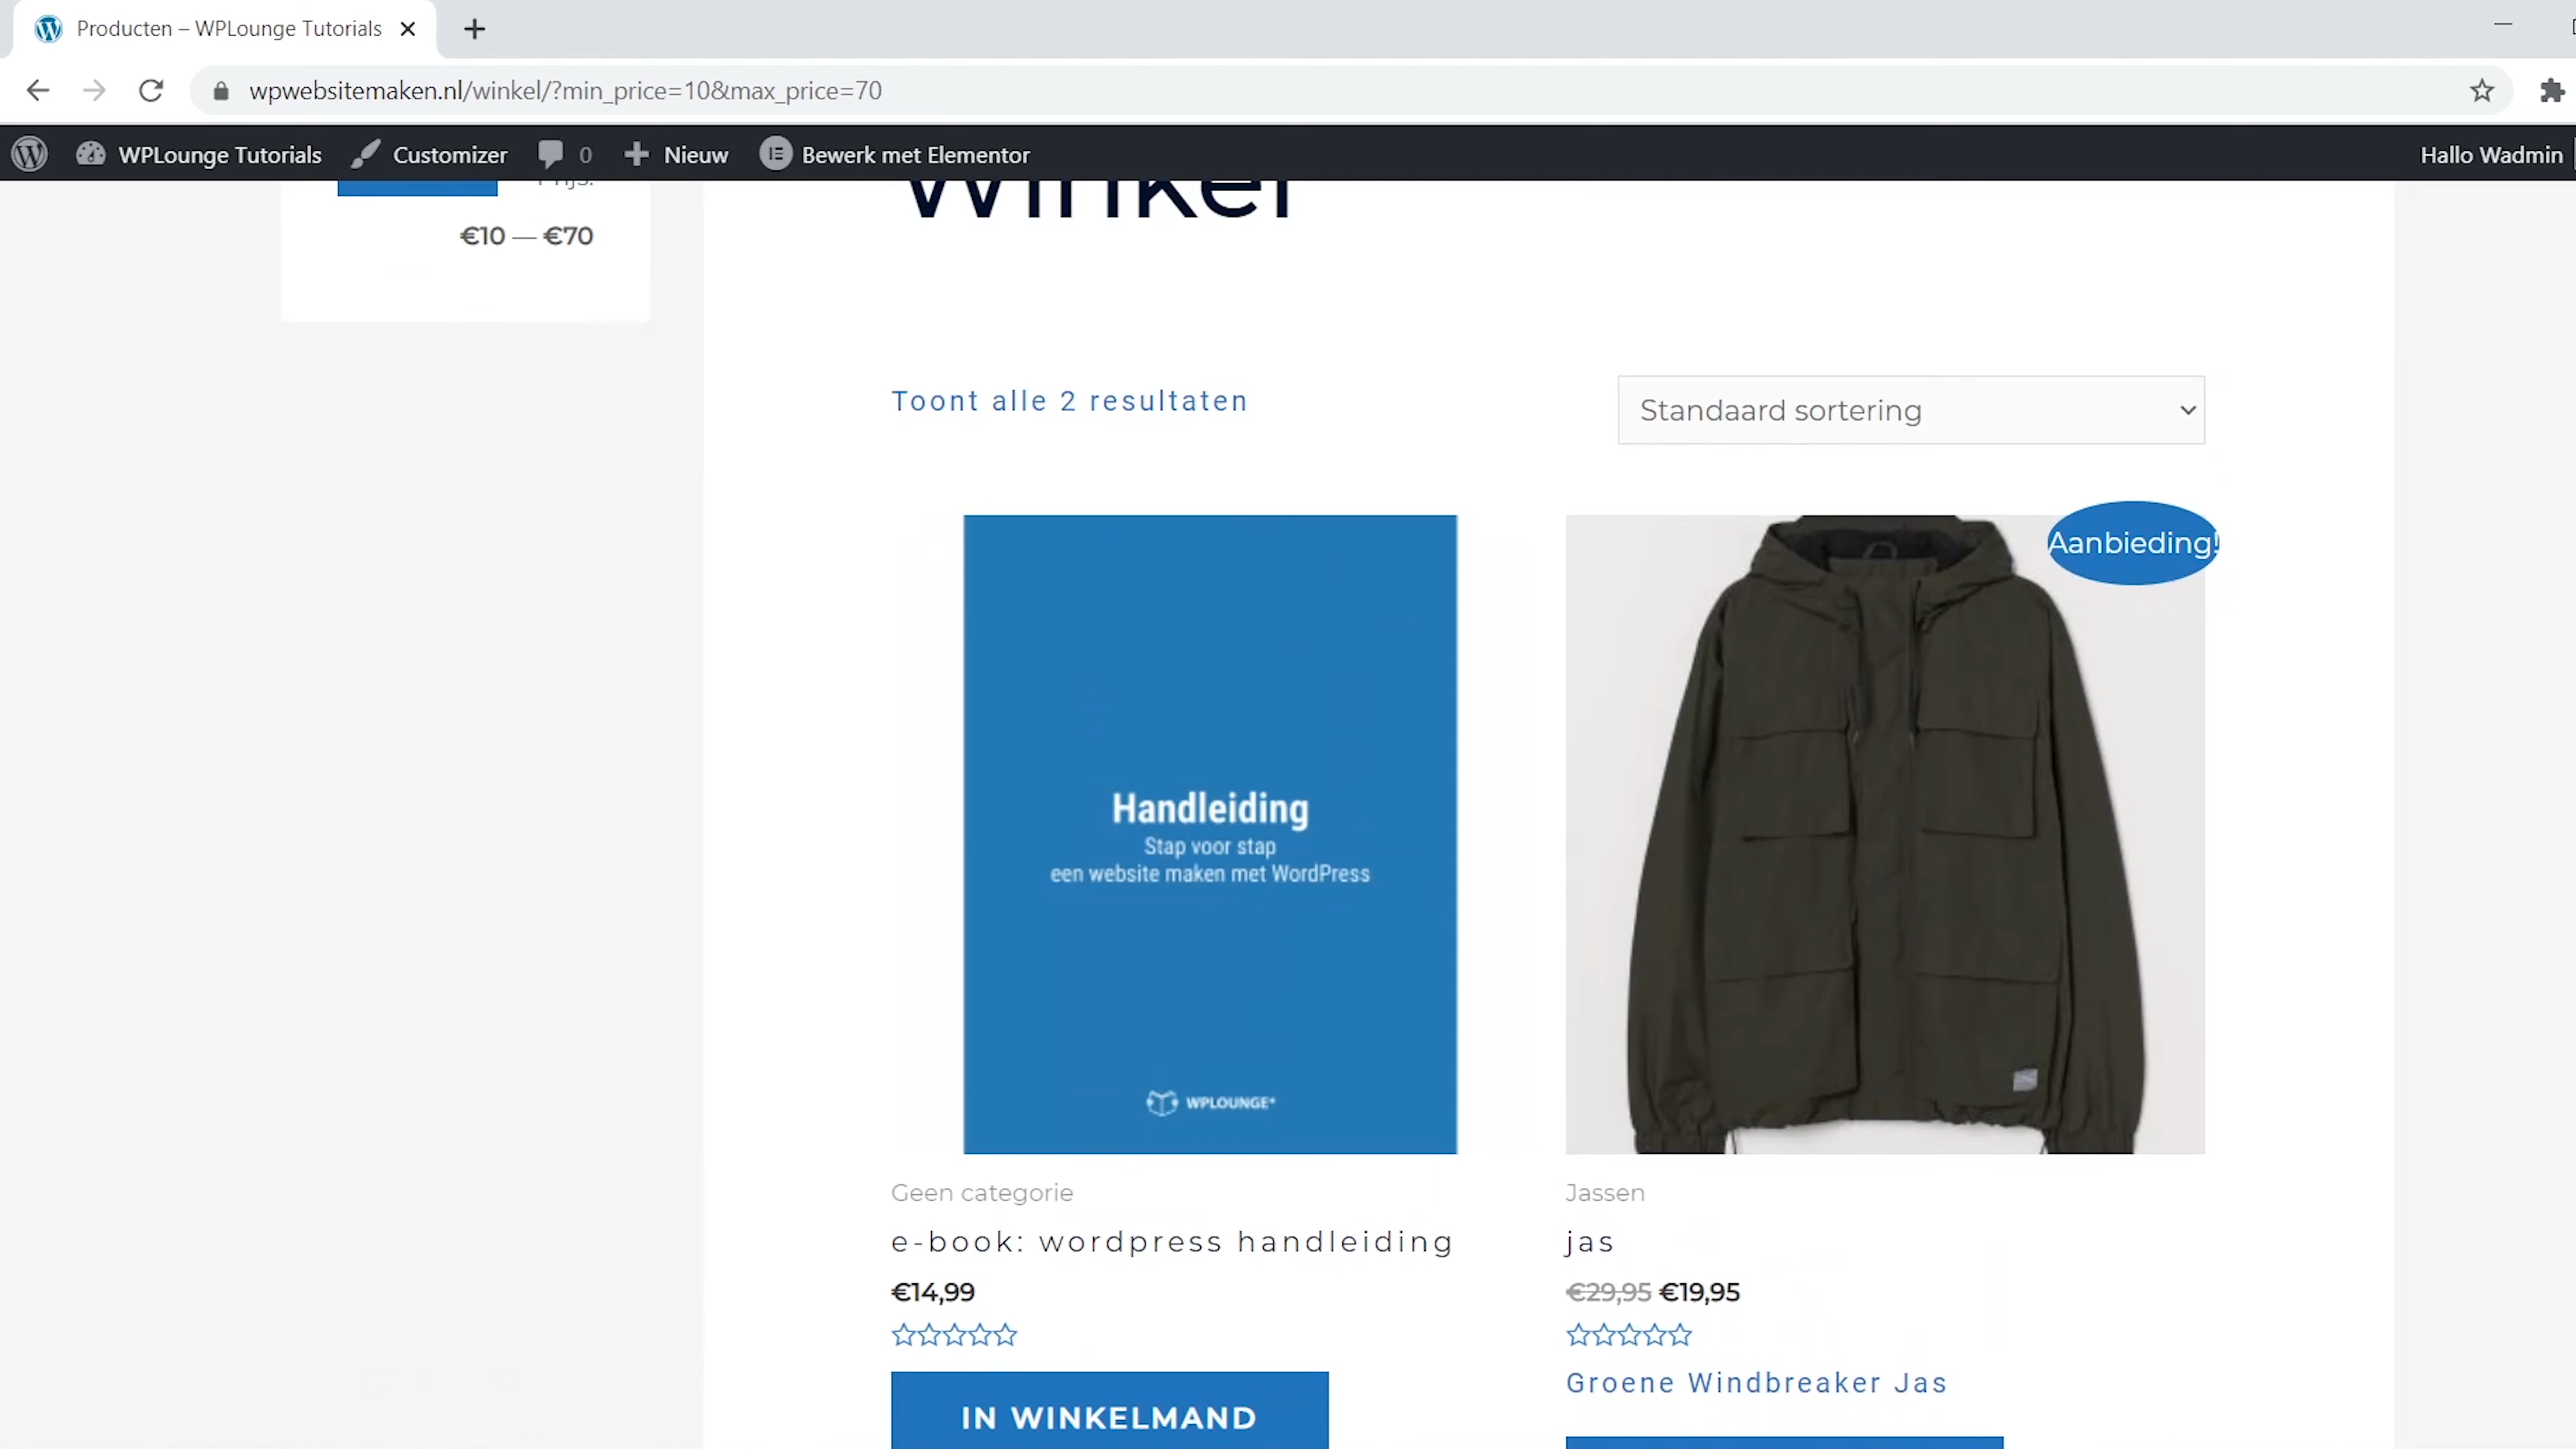 Producten – WPLounge Tutorials
wpwebsitemaken.nl/winkel/?min_price=10&max_price=70
WPLounge Tutorials Customizer 0 Nieuw Bewerk met Elementor Hallo Wadmin
Prijs:
€10 — €70
Winkel
Toont alle 2 resultaten
Standaard sortering
Handleiding
Stap voor stap
een website maken met WordPress
WPLOUNGE
Aanbieding!
Geen categorie
e-book: wordpress handleiding
€14,99
IN WINKELMAND
Jassen
jas
€29,95 €19,95
Groene Windbreaker Jas